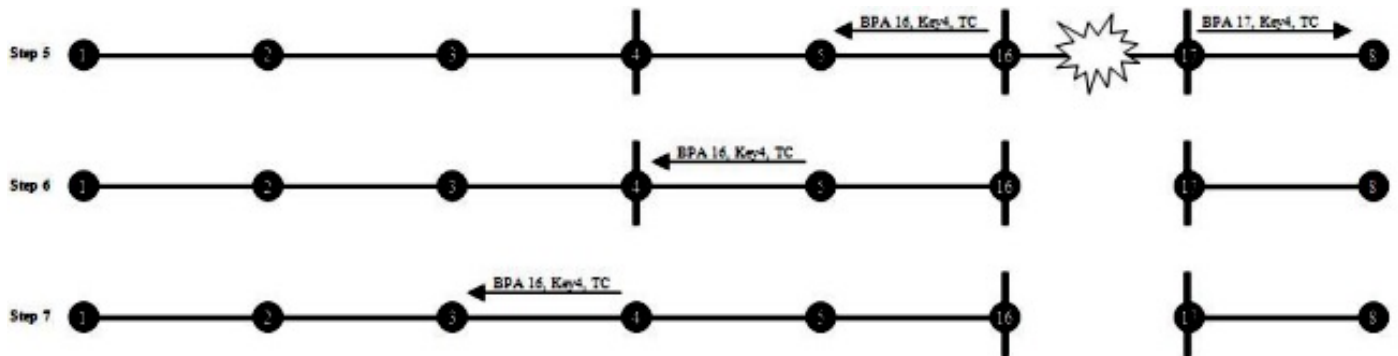 BPA 16, Key4, TC BPA 17, Key4, TC
Step 5 1 2 3 4 5 16 17 8
BPA 16, Key4, TC
Step 6 1 2 3 4 5 16 17 8
BPA 16, Key4, TC
Step 7 1 2 3 4 5 16 17 8